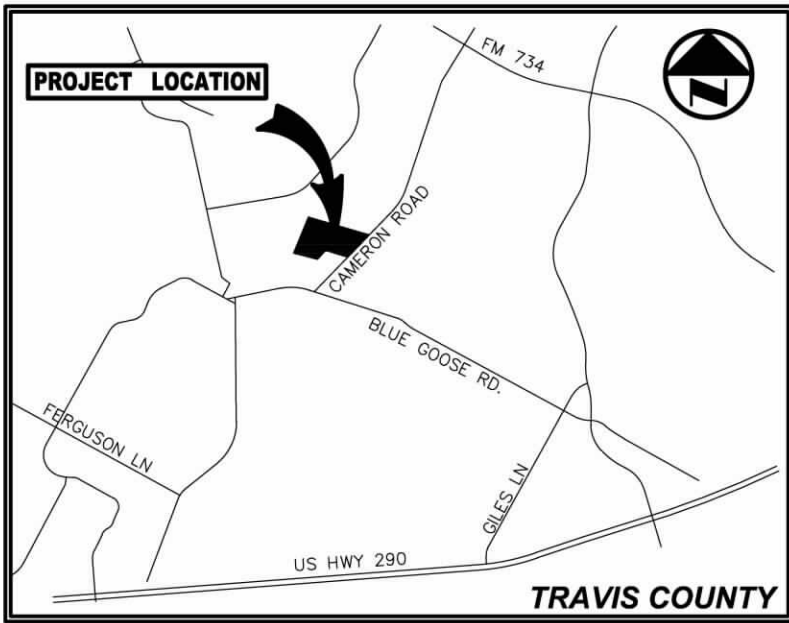 FM 734
PROJECT LOCATION
N
CAMERON ROAD
BLUE GOOSE RD.
FERGUSON LN
GILES LN
US HWY 290
TRAVIS COUNTY